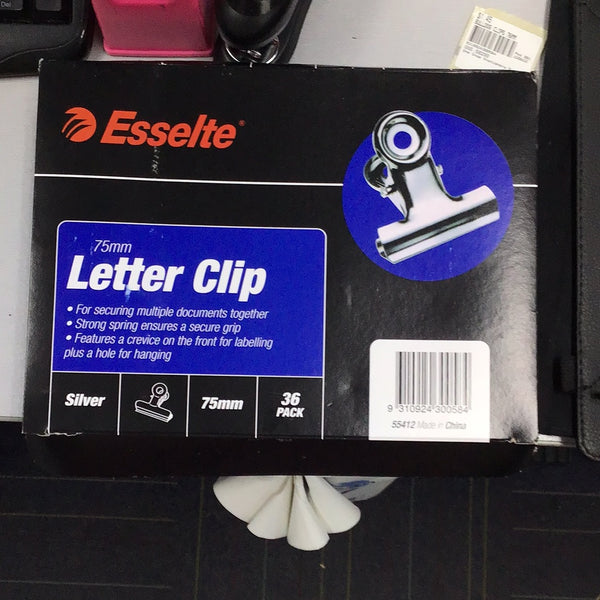 Esselte®
75mm
Letter Clip
• For securing multiple documents together
• Strong spring ensures a secure grip
• Features a crevice on the front for labelling
plus a hole for hanging
Silver
75mm
36
PACK
9 310924 300584
55412 Made in China
Del